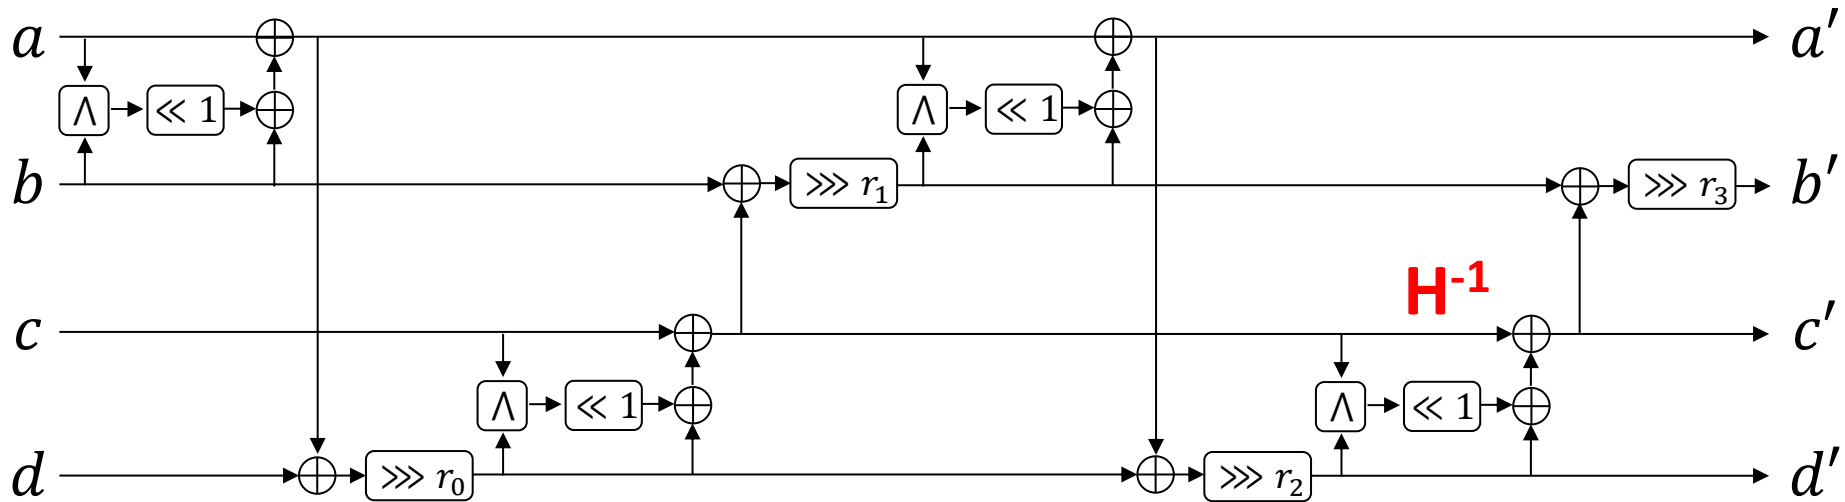 a a′
∧ ≪ 1 ∧ ≪ 1
b ⋙ r₁ ⋙ r₃ b′
H⁻¹
c c′
∧ ≪ 1 ∧ ≪ 1
d ⋙ r₀ ⋙ r₂ d′